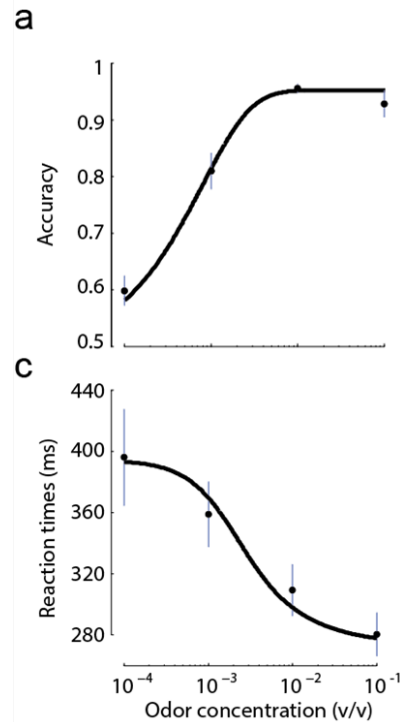 a
1
0.9
0.8
0.7
0.6
0.5
Accuracy
c
440
400
360
320
280
Reaction times (ms)
10⁻⁴ 10⁻³ 10⁻² 10⁻¹
Odor concentration (v/v)